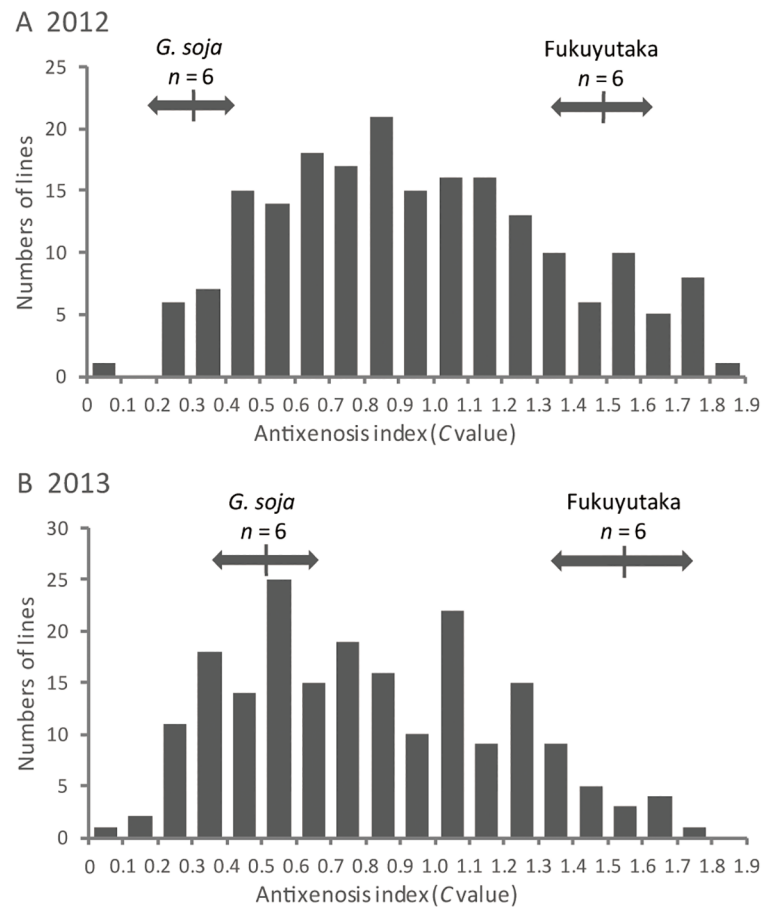 A 2012
G. soja
n = 6
Fukuyutaka
n = 6
25
20
15
10
5
0
Numbers of lines
0 0.1 0.2 0.3 0.4 0.5 0.6 0.7 0.8 0.9 1.0 1.1 1.2 1.3 1.4 1.5 1.6 1.7 1.8 1.9
Antixenosis index (C value)
B 2013
G. soja
n = 6
Fukuyutaka
n = 6
30
25
20
15
10
5
0
Numbers of lines
0 0.1 0.2 0.3 0.4 0.5 0.6 0.7 0.8 0.9 1.0 1.1 1.2 1.3 1.4 1.5 1.6 1.7 1.8 1.9
Antixenosis index (C value)